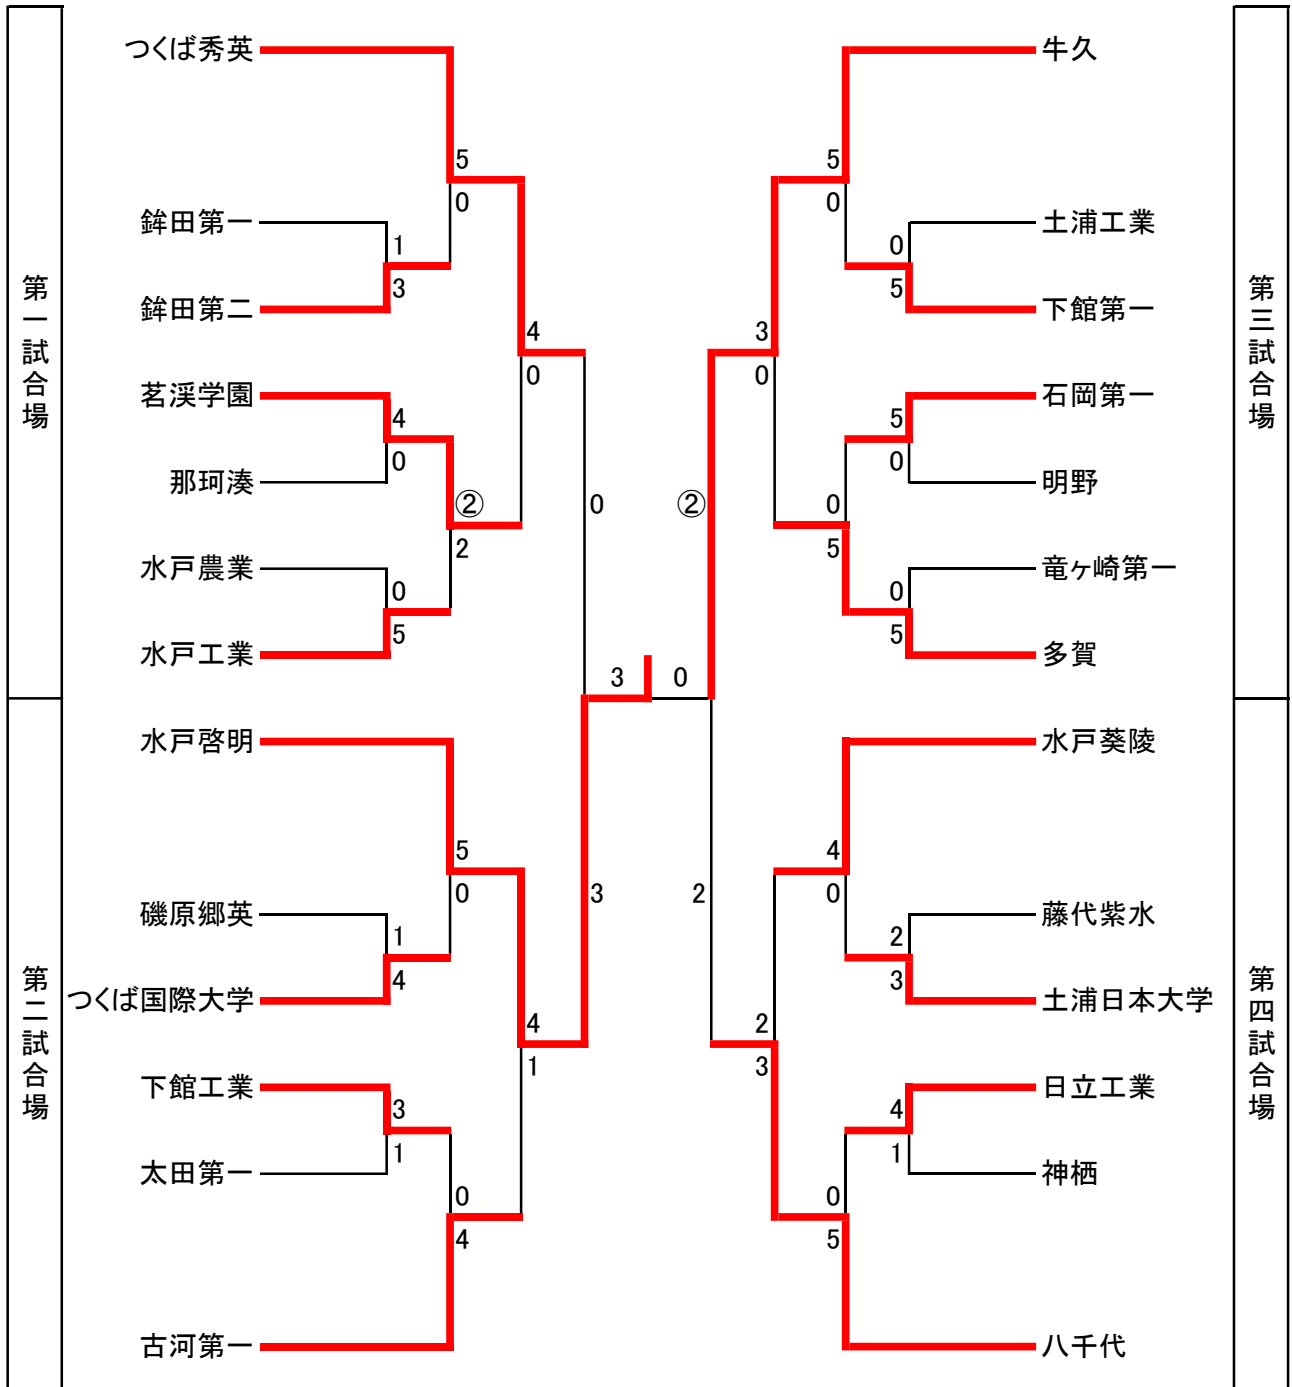 第一試合場
つくば秀英
5
0
鉾田第一
1
3
鉾田第二
4
0
茗渓学園
4
0
那珂湊
②
2
水戸農業
0
5
水戸工業
0
3
第二試合場
水戸啓明
5
0
磯原郷英
1
4
つくば国際大学
4
1
下館工業
3
1
太田第一
0
4
古河第一
3
0
第三試合場
牛久
5
0
土浦工業
0
5
下館第一
3
0
石岡第一
5
0
明野
0
5
竜ヶ崎第一
0
5
多賀
②
2
第四試合場
水戸葵陵
4
0
藤代紫水
2
3
土浦日本大学
2
3
日立工業
4
1
神栖
0
5
八千代